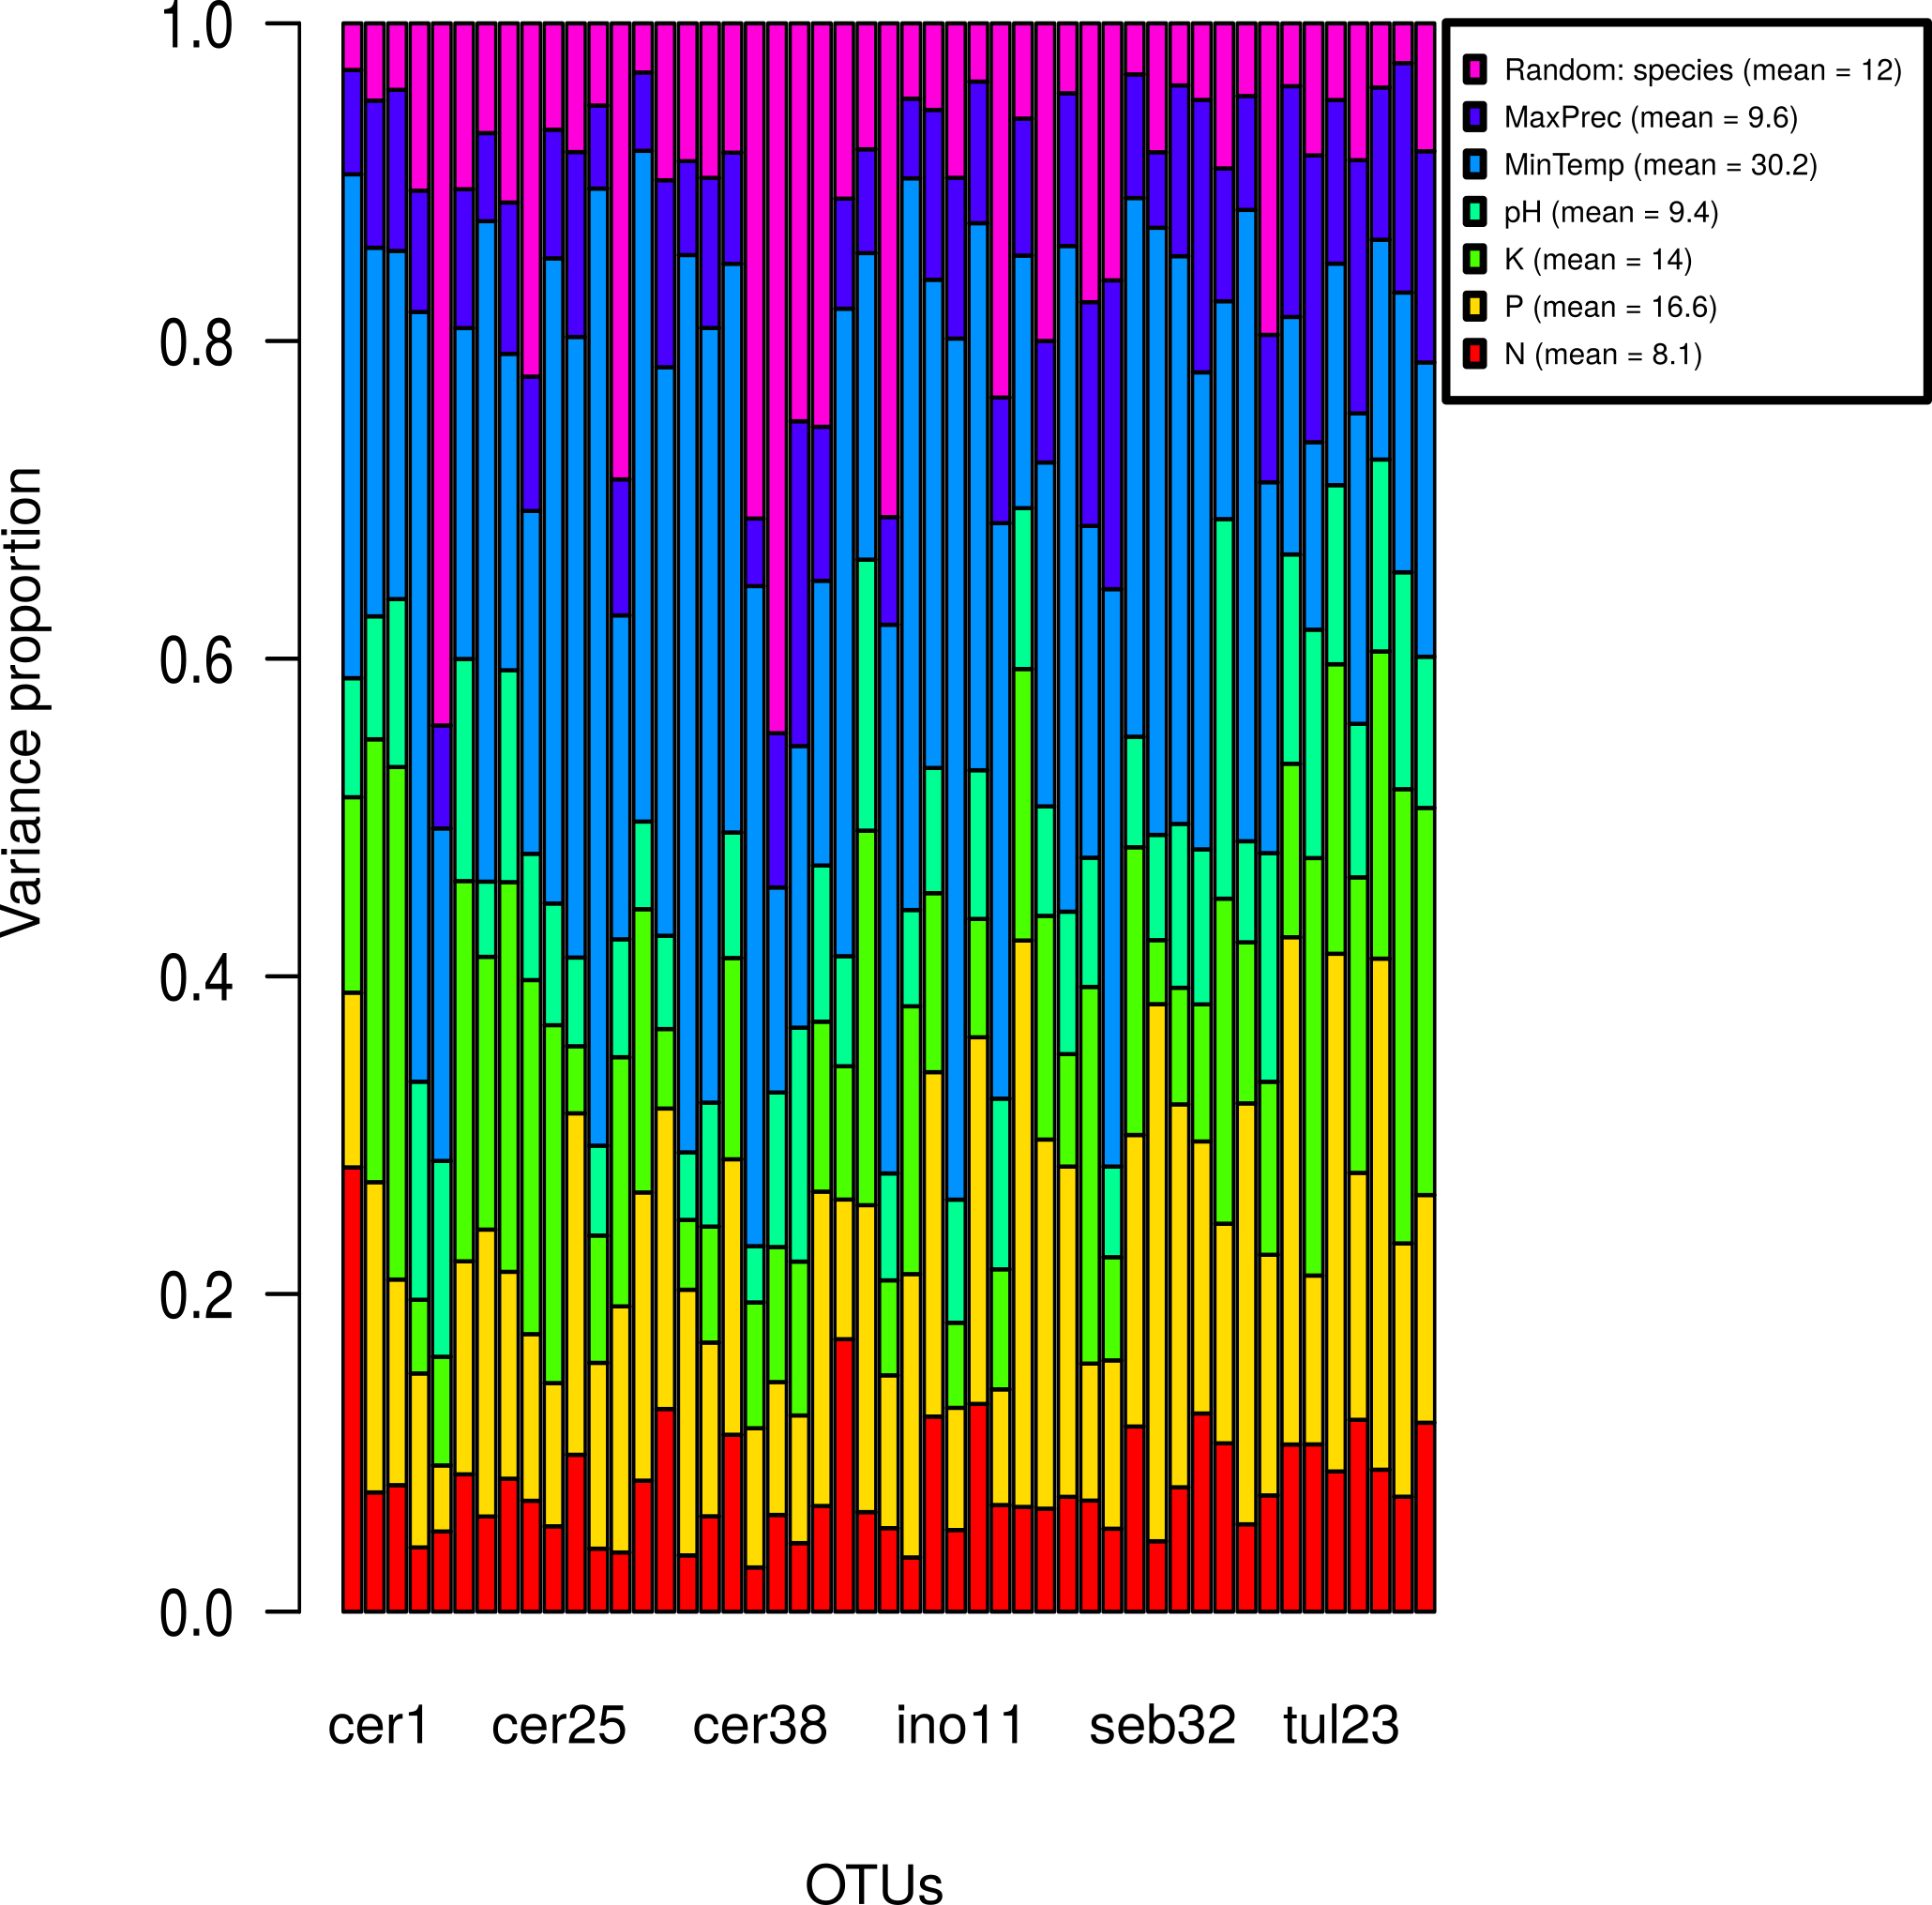 Variance proportion
1.0
0.8
0.6
0.4
0.2
0.0
Random: species (mean = 12)
MaxPrec (mean = 9.6)
MinTemp (mean = 30.2)
pH (mean = 9.4)
K (mean = 14)
P (mean = 16.6)
N (mean = 8.1)
cer1 cer25 cer38 ino11 seb32 tul23
OTUs